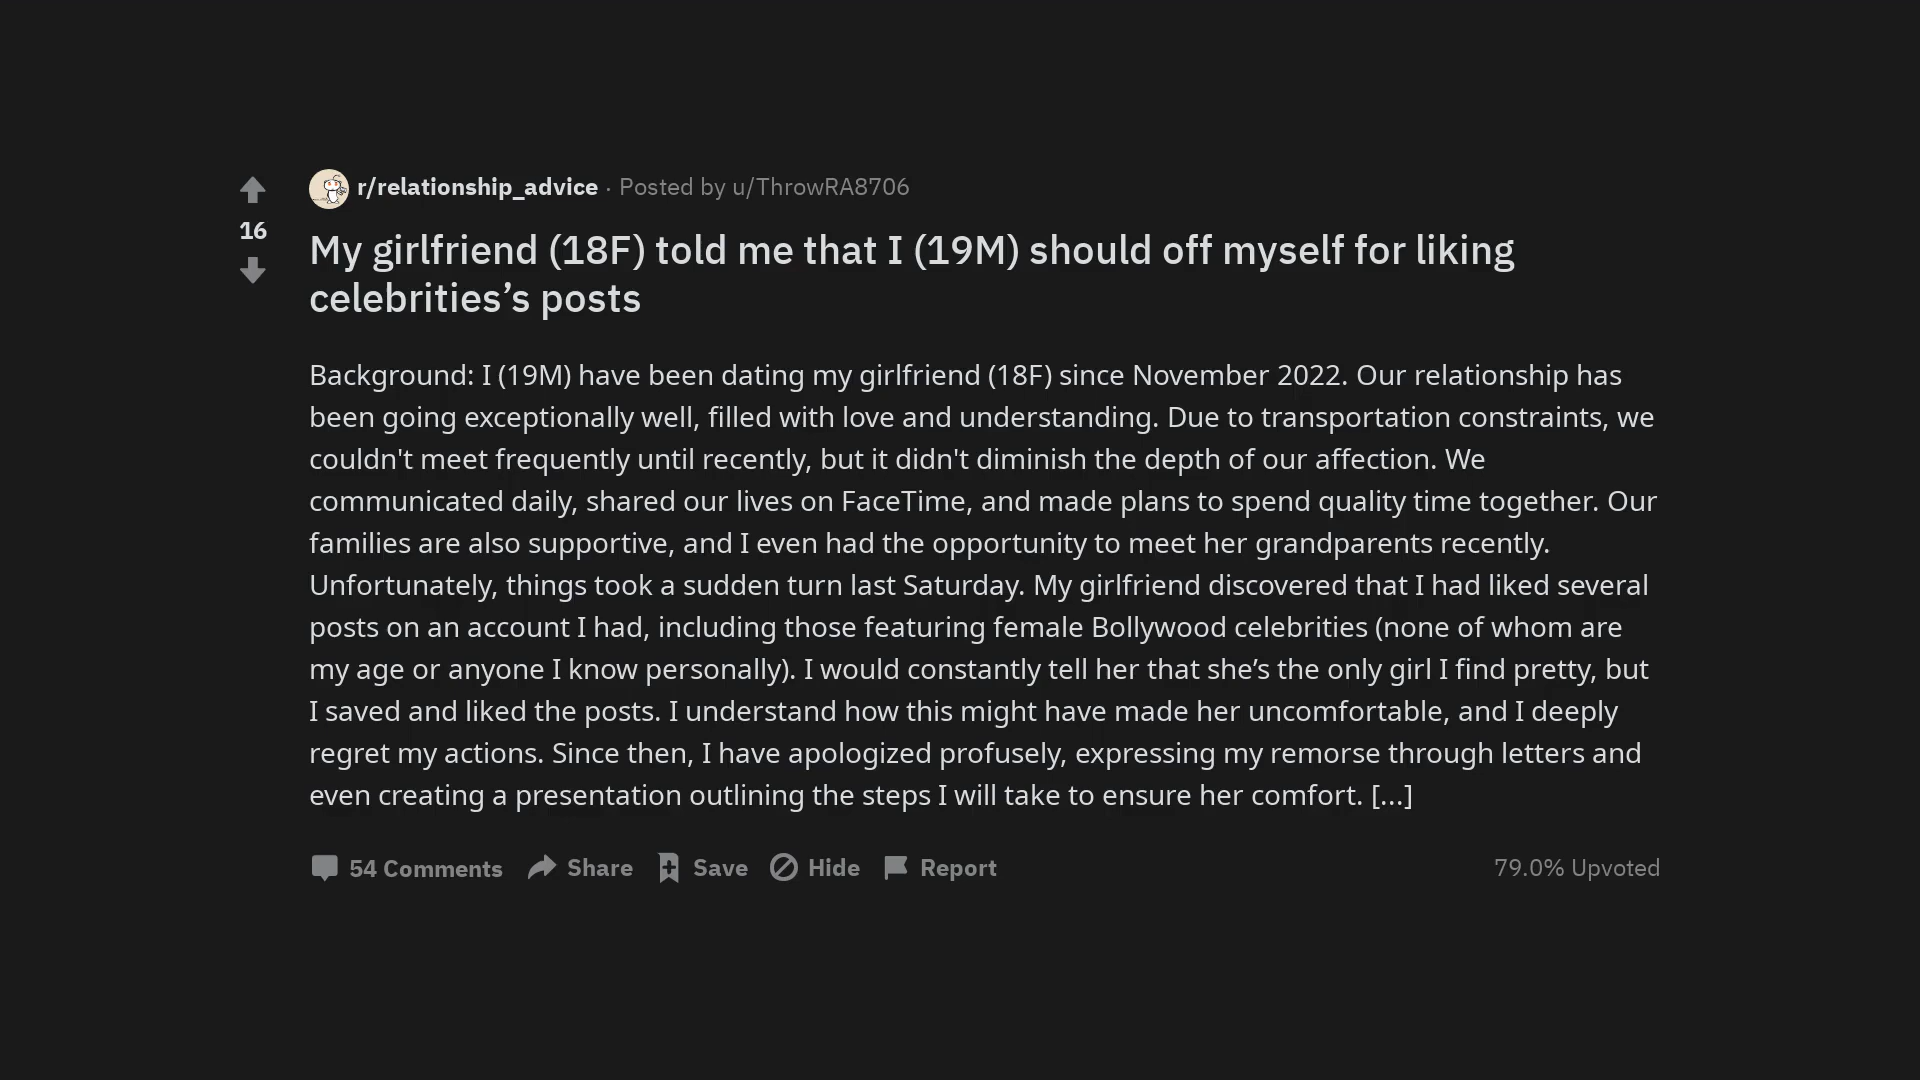 r/relationship_advice · Posted by u/ThrowRA8706
16
My girlfriend (18F) told me that I (19M) should off myself for liking
celebrities’s posts
Background: I (19M) have been dating my girlfriend (18F) since November 2022. Our relationship has
been going exceptionally well, filled with love and understanding. Due to transportation constraints, we
couldn't meet frequently until recently, but it didn't diminish the depth of our affection. We
communicated daily, shared our lives on FaceTime, and made plans to spend quality time together. Our
families are also supportive, and I even had the opportunity to meet her grandparents recently.
Unfortunately, things took a sudden turn last Saturday. My girlfriend discovered that I had liked several
posts on an account I had, including those featuring female Bollywood celebrities (none of whom are
my age or anyone I know personally). I would constantly tell her that she’s the only girl I find pretty, but
I saved and liked the posts. I understand how this might have made her uncomfortable, and I deeply
regret my actions. Since then, I have apologized profusely, expressing my remorse through letters and
even creating a presentation outlining the steps I will take to ensure her comfort. [...]
54 Comments Share Save Hide Report 79.0% Upvoted